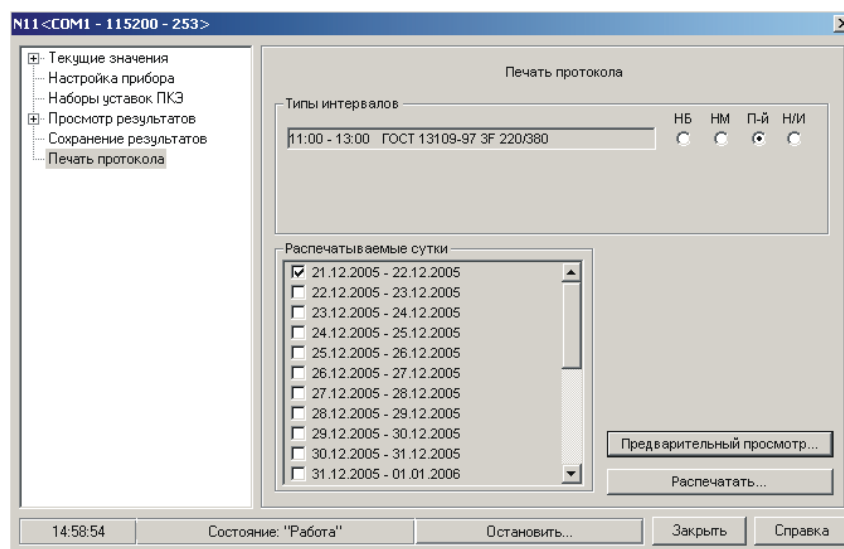 N11<COM1 - 115200 - 253>
Текущие значения
Настройка прибора
Наборы уставок ПКЭ
Просмотр результатов
Сохранение результатов
Печать протокола
Печать протокола
Типы интервалов
НБ НМ П-й Н/И
11:00 - 13:00 ГОСТ 13109-97 3F 220/380
Распечатываемые сутки
21.12.2005 - 22.12.2005
22.12.2005 - 23.12.2005
23.12.2005 - 24.12.2005
24.12.2005 - 25.12.2005
25.12.2005 - 26.12.2005
26.12.2005 - 27.12.2005
27.12.2005 - 28.12.2005
28.12.2005 - 29.12.2005
29.12.2005 - 30.12.2005
30.12.2005 - 31.12.2005
31.12.2005 - 01.01.2006
Предварительный просмотр...
Распечатать...
14:58:54 Состояние: "Работа" Остановить... Закрыть Справка